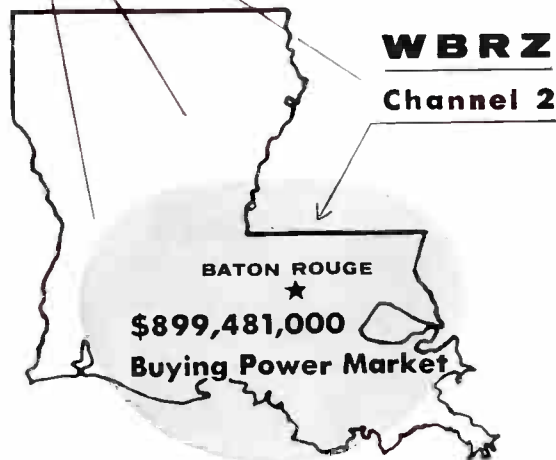 WBRZ
Channel 2
BATON ROUGE
$899,481,000
Buying Power Market